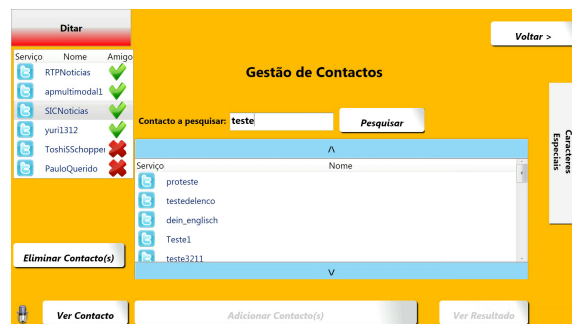 Ditar
Voltar >
Serviço Nome Amigo
RTPNoticias
apmultimodal1
SICNoticias
yuri1312
ToshiSSchopper
PauloQuerido
Gestão de Contactos
Contacto a pesquisar: teste Pesquisar
Serviço Nome
proteste
testedelenco
dein_englisch
Teste1
teste3211
Caracteres
Especiais
Eliminar Contacto(s)
Ver Contacto Adicionar Contacto(s) Ver Resultado